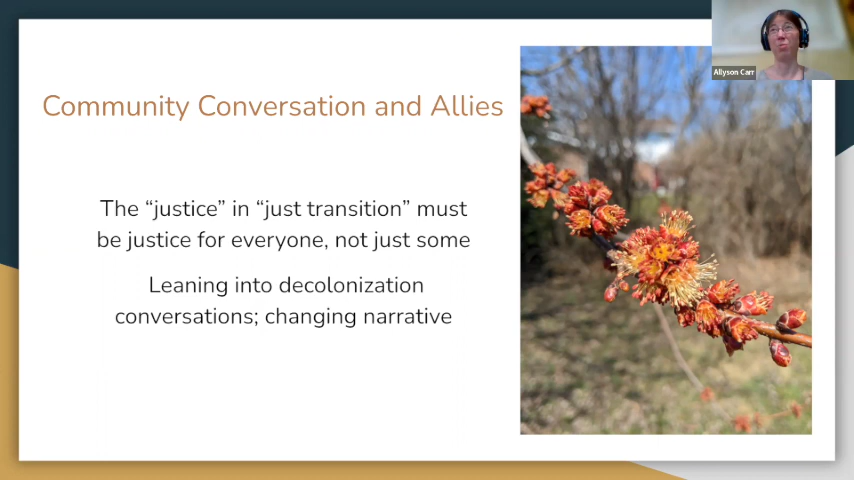 Allyson Carr
Community Conversation and Allies
The “justice” in “just transition” must
be justice for everyone, not just some
Leaning into decolonization
conversations; changing narrative